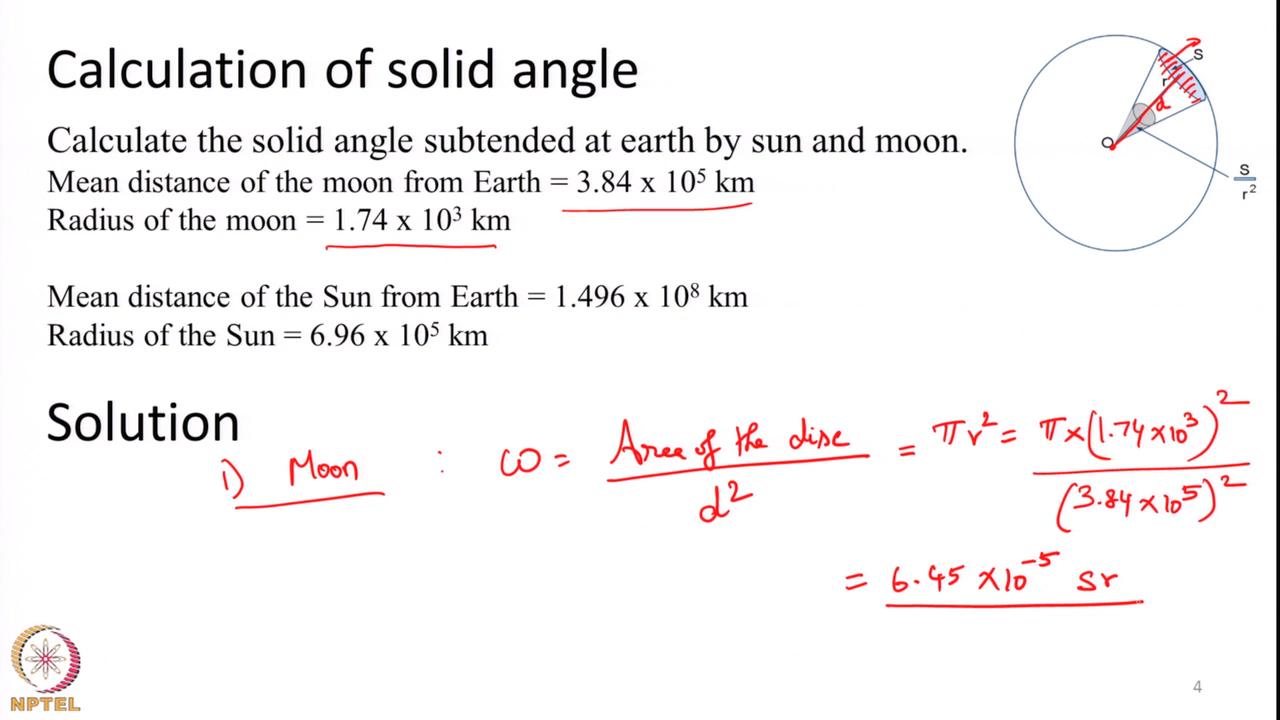 Calculation of solid angle
Calculate the solid angle subtended at earth by sun and moon.
Mean distance of the moon from Earth = 3.84 x 10⁵ km
Radius of the moon = 1.74 x 10³ km
Mean distance of the Sun from Earth = 1.496 x 10⁸ km
Radius of the Sun = 6.96 x 10⁵ km
S
r
d
O
S
r²
Solution
1) Moon : ω = Area of the disc / d² = πr² = π×(1.74×10³)² / (3.84×10⁵)²
= 6.45 ×10⁻⁵ sr
NPTEL
4